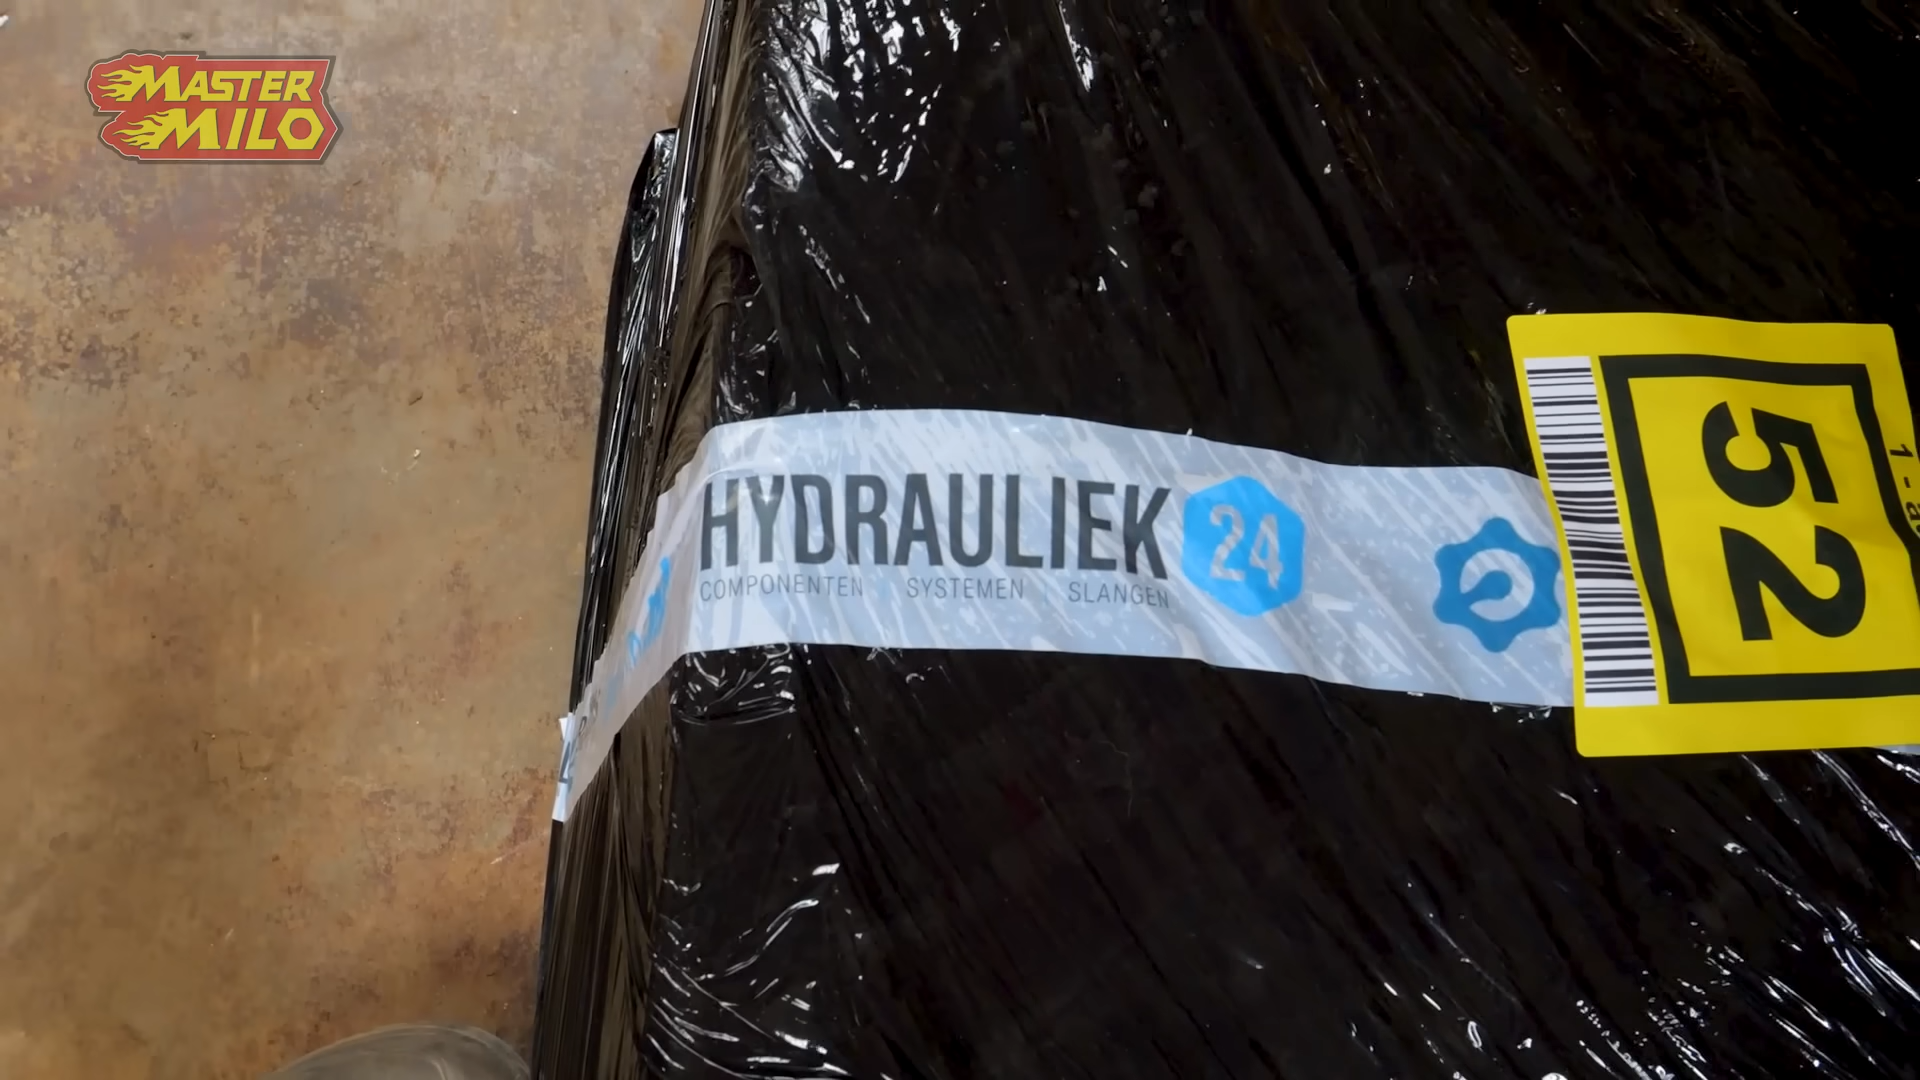 MASTER
MILO
HYDRAULIEK 24
COMPONENTEN SYSTEMEN SLANGEN
52